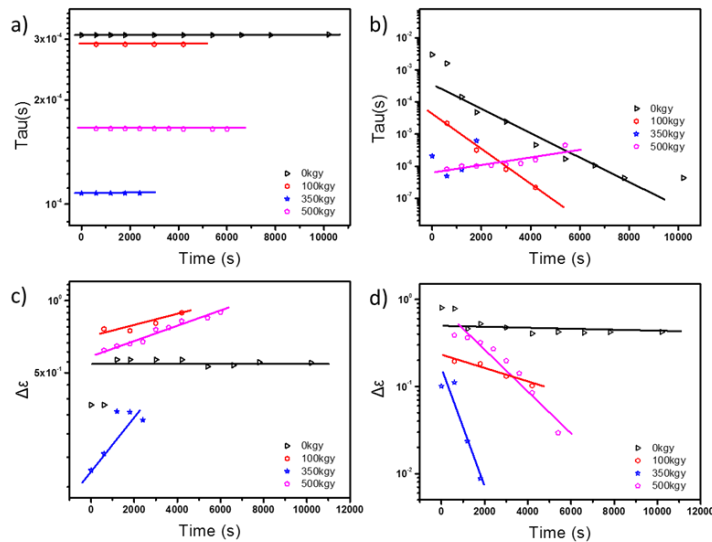 a)
Tau(s)
3x10⁻⁴
2x10⁻⁴
10⁻⁴
0kgy
100kgy
350kgy
500kgy
0 2000 4000 6000 8000 10000
Time (s)
b)
Tau(s)
10⁻²
10⁻³
10⁻⁴
10⁻⁵
10⁻⁶
10⁻⁷
0kgy
100kgy
350kgy
500kgy
0 2000 4000 6000 8000 10000
Time (s)
c)
Δε
10⁰
5x10⁻¹
0kgy
100kgy
350kgy
500kgy
0 2000 4000 6000 8000 10000 12000
Time (s)
d)
Δε
10⁰
10⁻¹
10⁻²
0kgy
100kgy
350kgy
500kgy
0 2000 4000 6000 8000 10000 12000
Time (s)